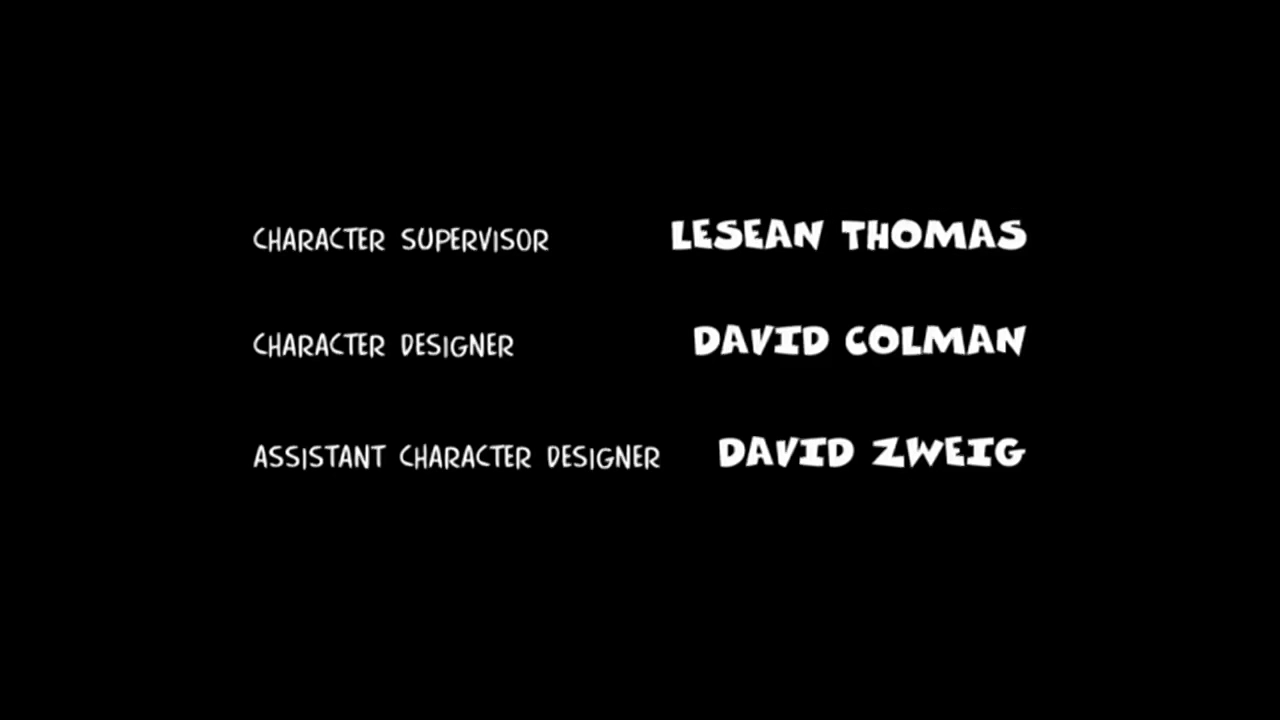 CHARACTER SUPERVISOR LESEAN THOMAS
CHARACTER DESIGNER DAVID COLMAN
ASSISTANT CHARACTER DESIGNER DAVID ZWEIG